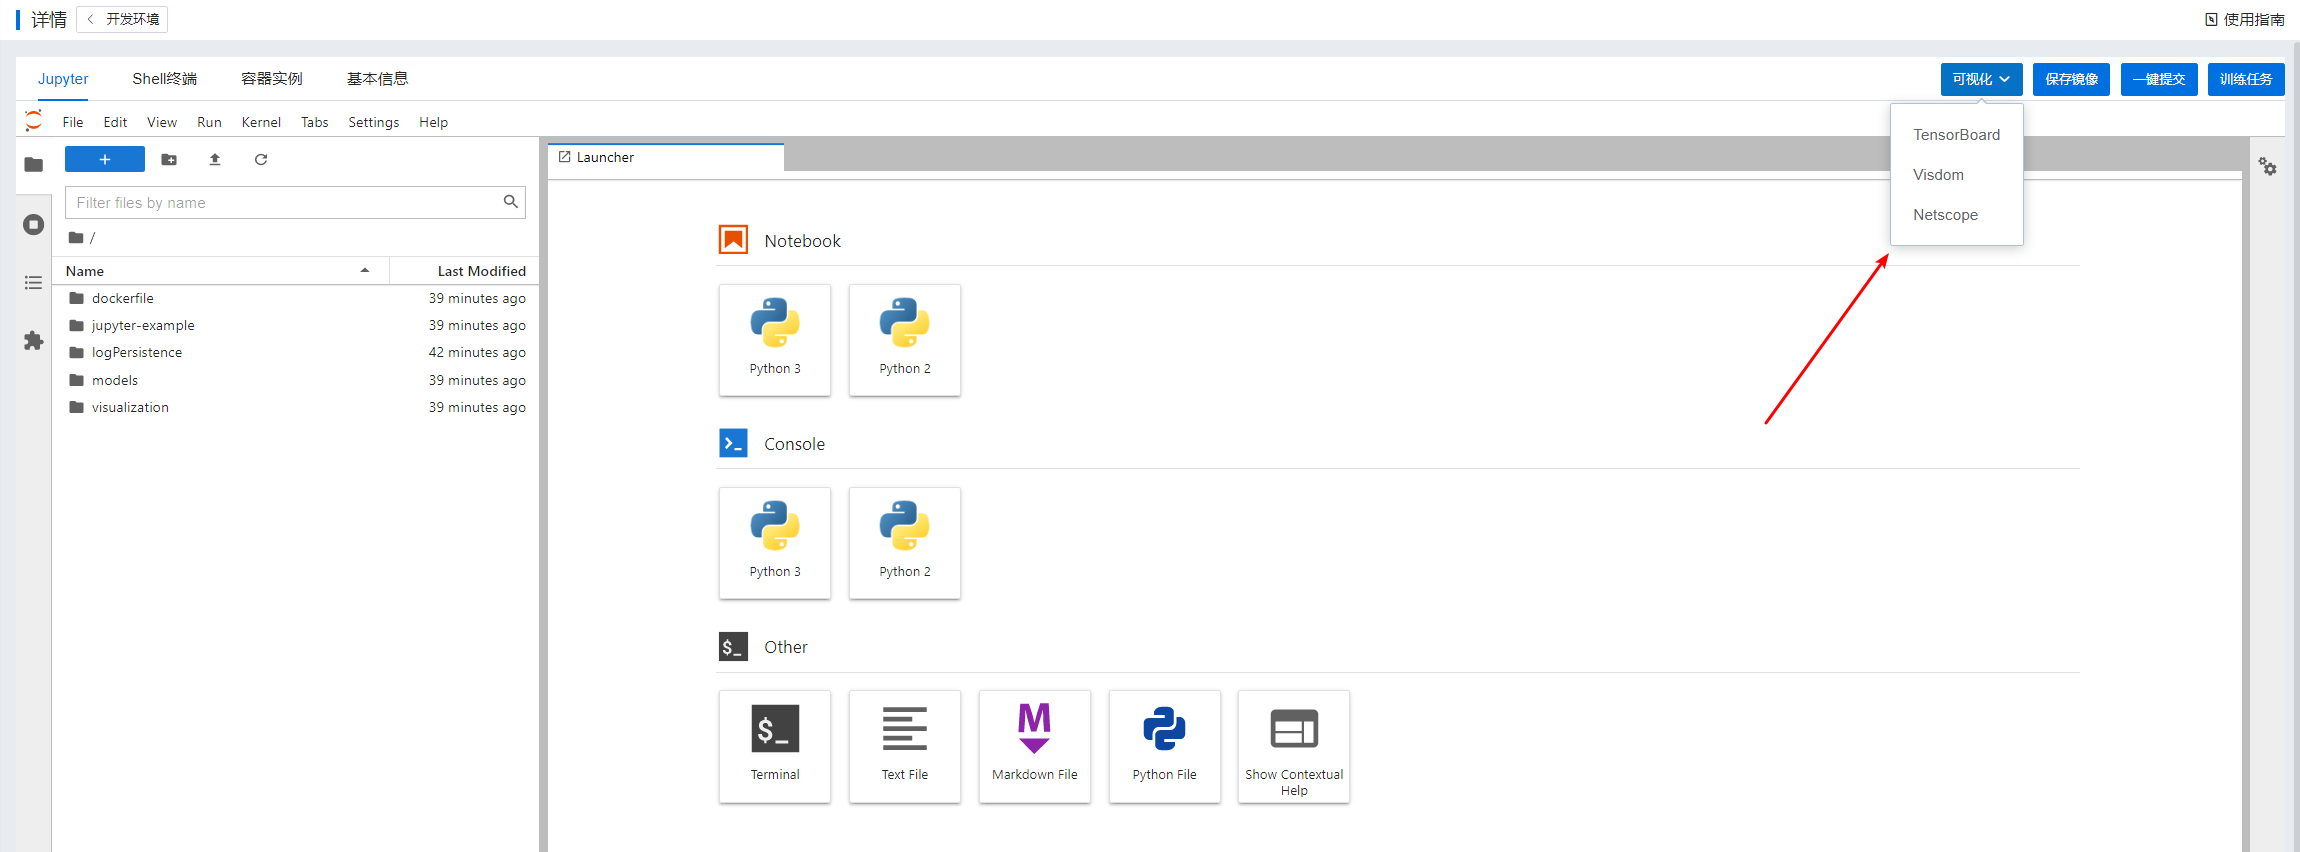 详情 开发环境 使用指南
Jupyter Shell终端 容器实例 基本信息 可视化 保存镜像 一键提交 训练任务
File Edit View Run Kernel Tabs Settings Help
TensorBoard
Visdom
Netscope
Filter files by name
/
Name Last Modified
dockerfile 39 minutes ago
jupyter-example 39 minutes ago
logPersistence 42 minutes ago
models 39 minutes ago
visualization 39 minutes ago
Launcher
Notebook
Python 3 Python 2
Console
Python 3 Python 2
$_ Other
$_ M
Terminal Text File Markdown File Python File Show Contextual
Help